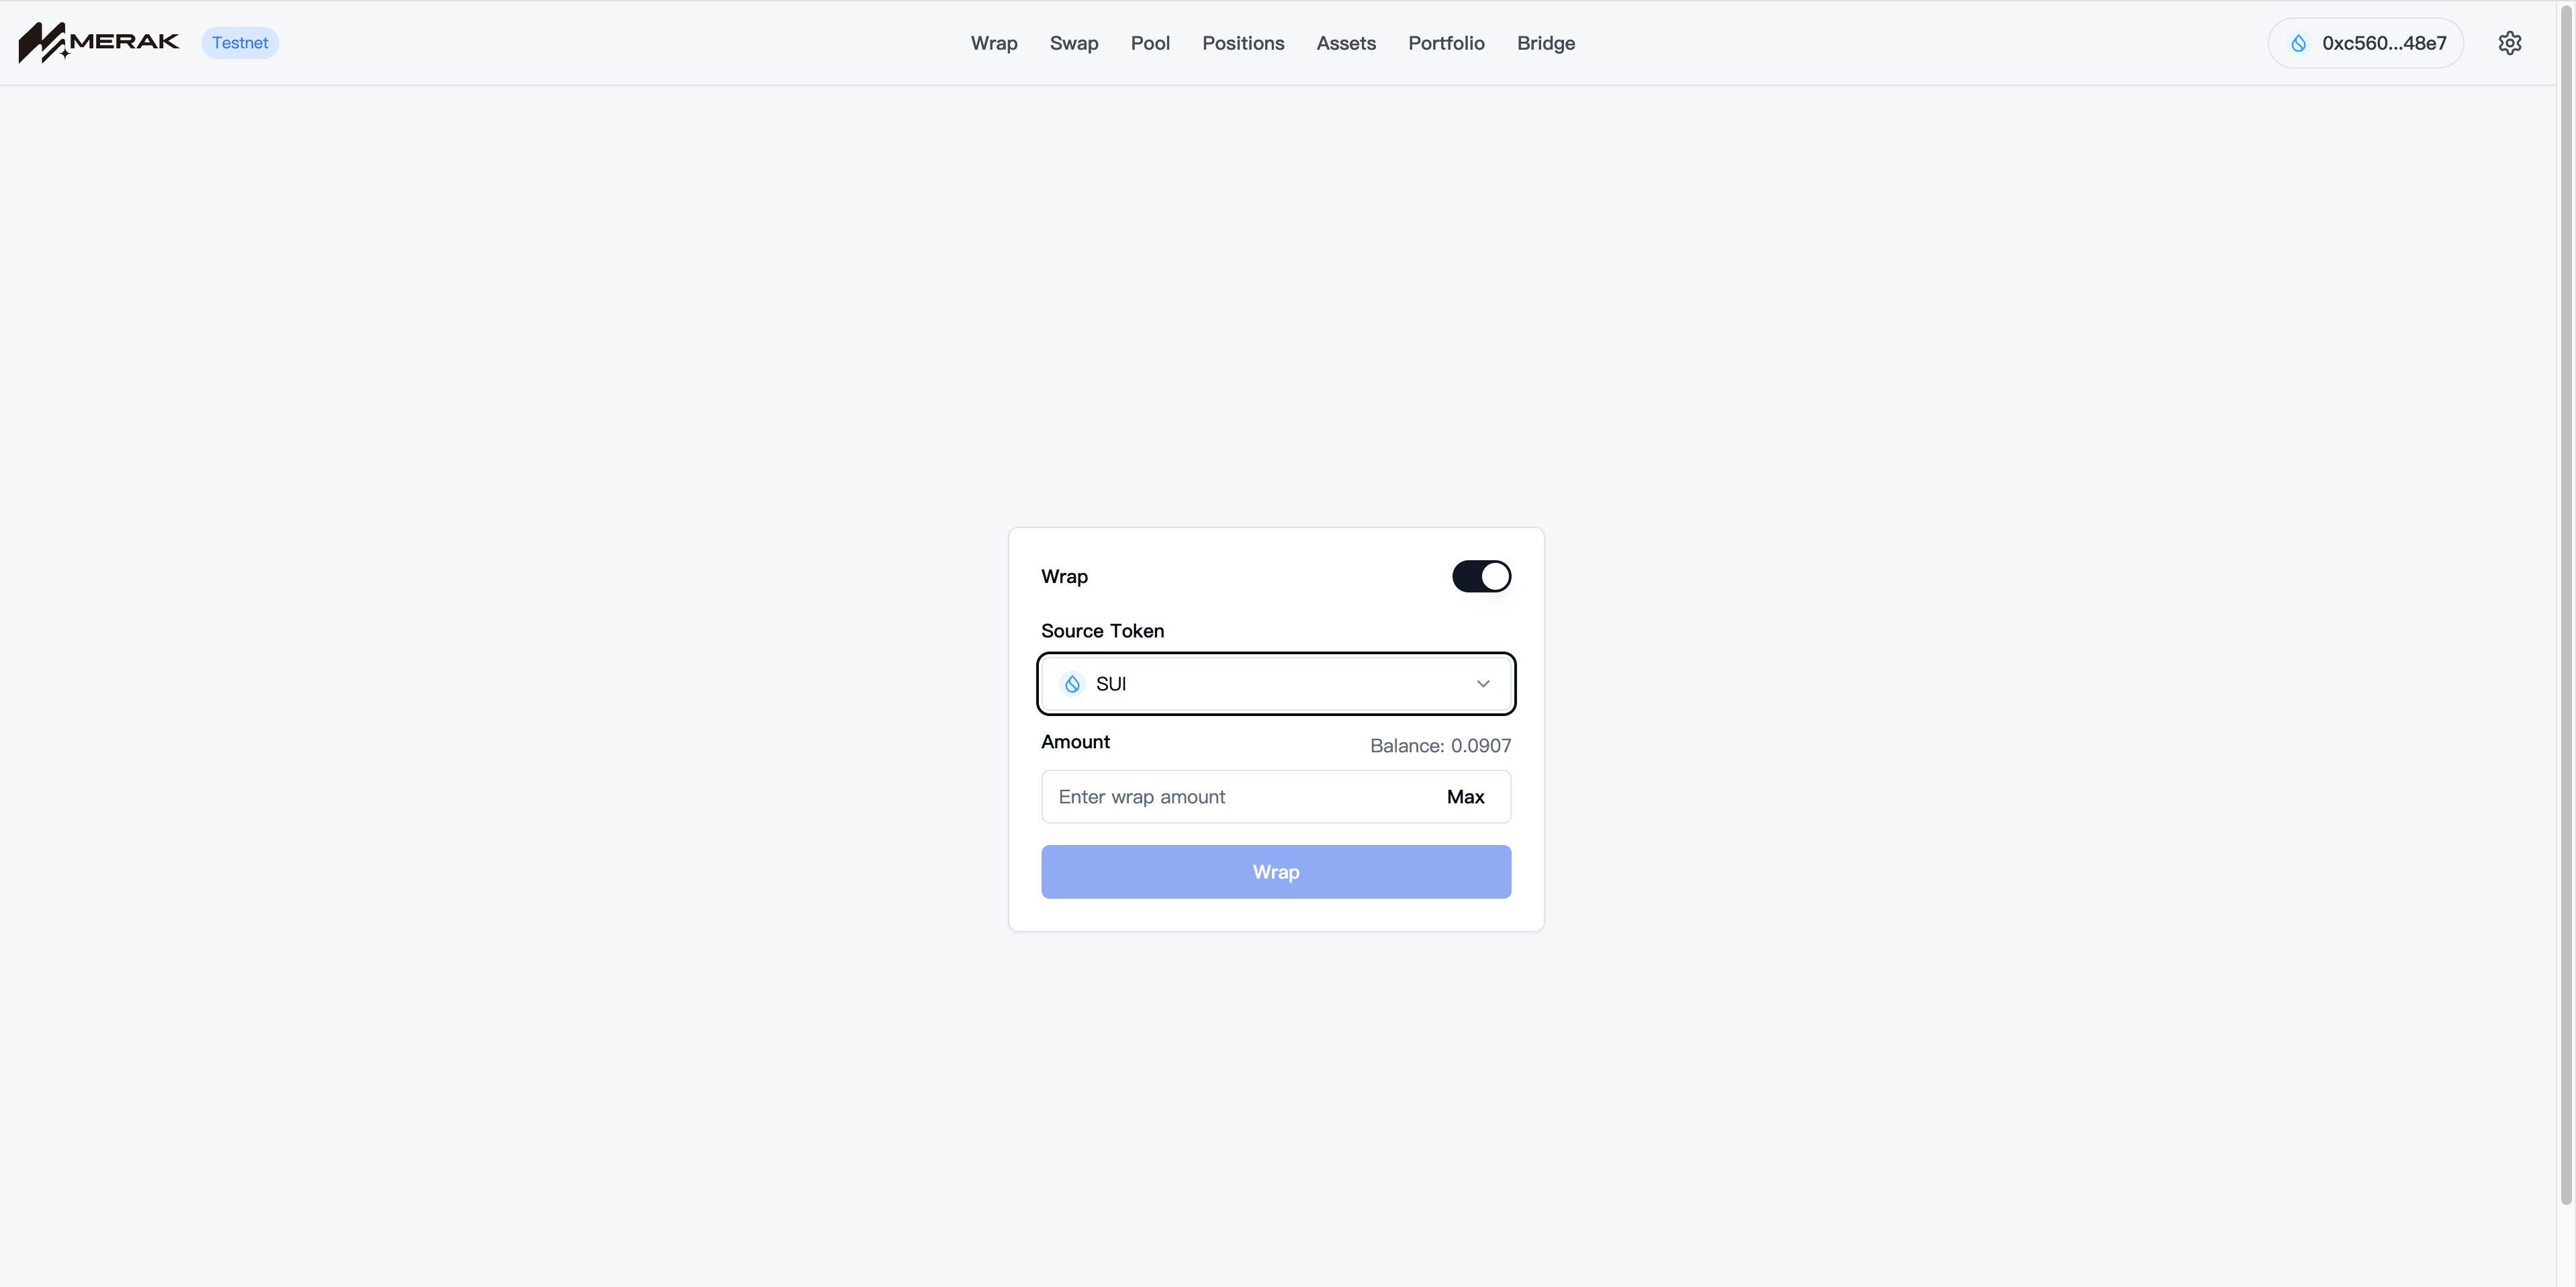 MERAK
Testnet
Wrap
Swap
Pool
Positions
Assets
Portfolio
Bridge
0xc560...48e7
Wrap
Source Token
SUI
Amount
Balance: 0.0907
Enter wrap amount
Max
Wrap